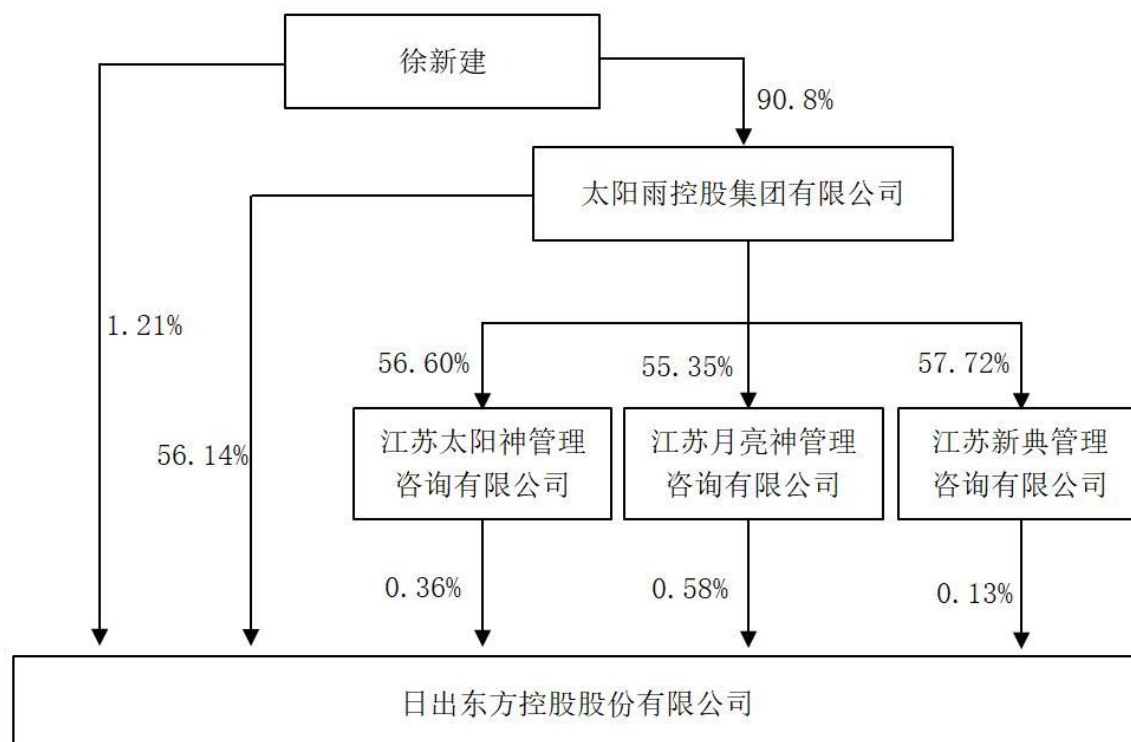 徐新建
90.8%
太阳雨控股集团有限公司
1.21%
56.60%
55.35%
57.72%
江苏太阳神管理
咨询有限公司
江苏月亮神管理
咨询有限公司
江苏新典管理
咨询有限公司
56.14%
0.36%
0.58%
0.13%
日出东方控股股份有限公司